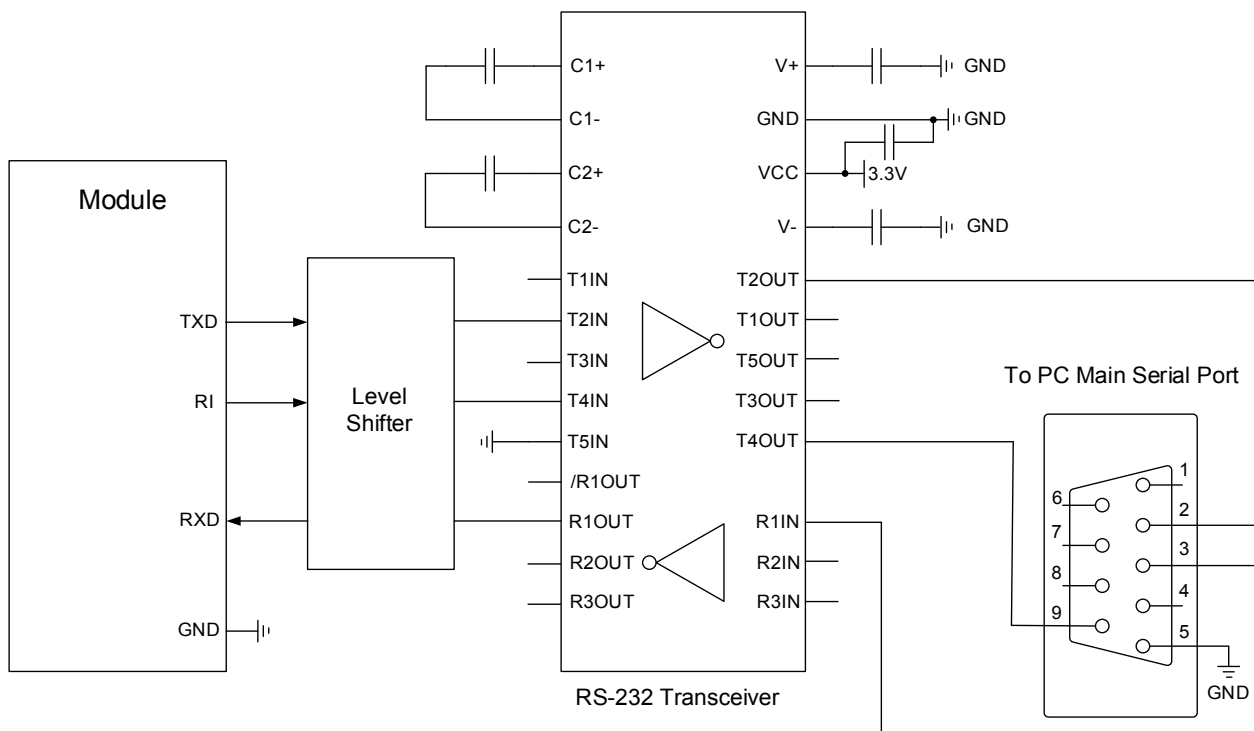 Module
TXD
RI
RXD
GND
Level
Shifter
C1+
C1-
C2+
C2-
T1IN
T2IN
T3IN
T4IN
T5IN
/R1OUT
R1OUT
R2OUT
R3OUT
V+
GND
VCC
V-
T2OUT
T1OUT
T5OUT
T3OUT
T4OUT
R1IN
R2IN
R3IN
GND
GND
3.3V
GND
RS-232 Transceiver
To PC Main Serial Port
1
6
2
7
3
8
4
9
5
GND